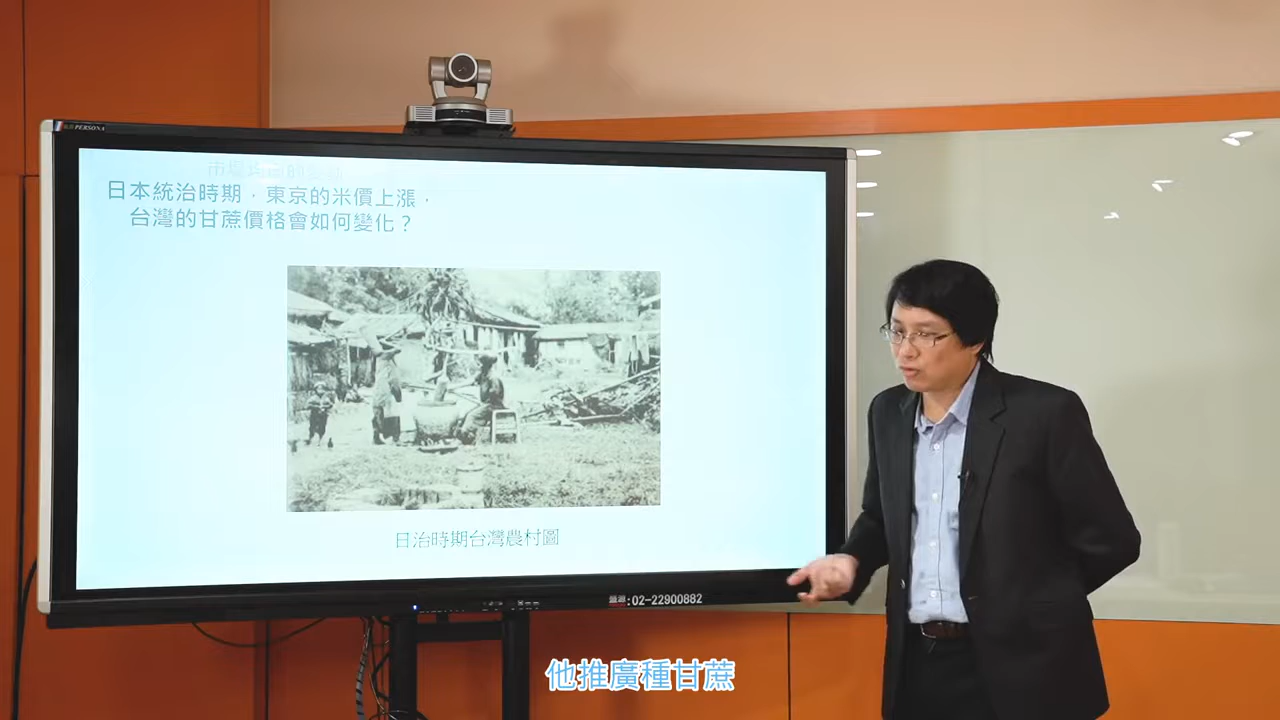 PERSONA
日本統治時期，東京的米價上漲，
台灣的甘蔗價格會如何變化？
日治時期台灣農村圖
:02-22900882
他推廣種甘蔗